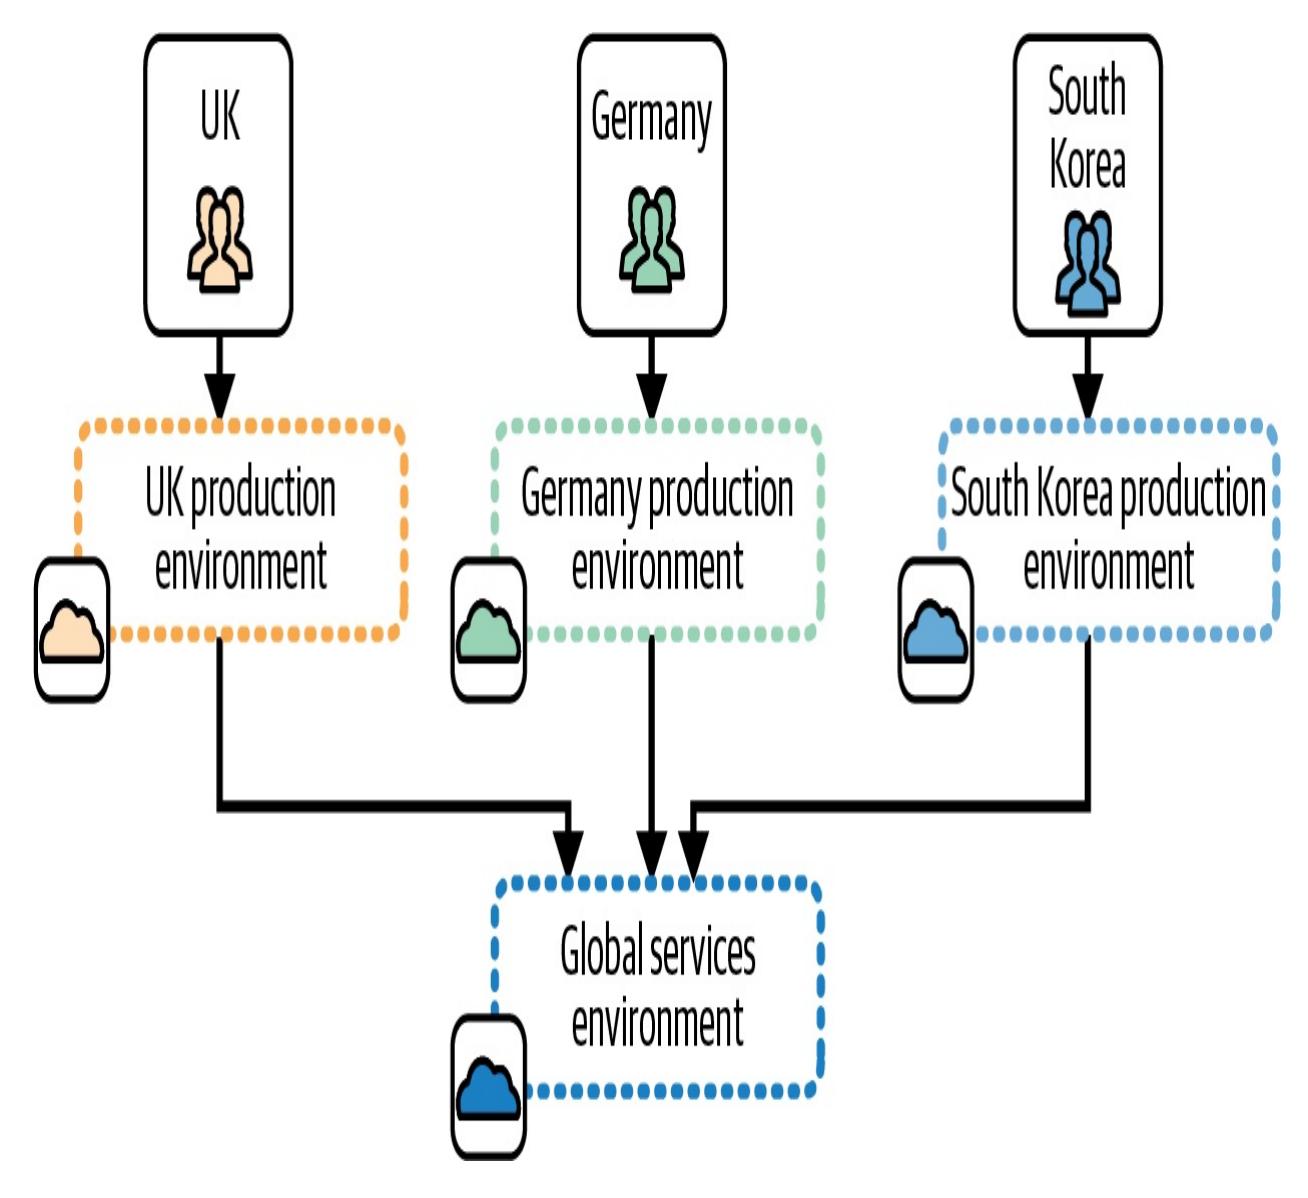 UK
Germany
South
Korea
UK production
environment
Germany production
environment
South Korea production
environment
Global services
environment